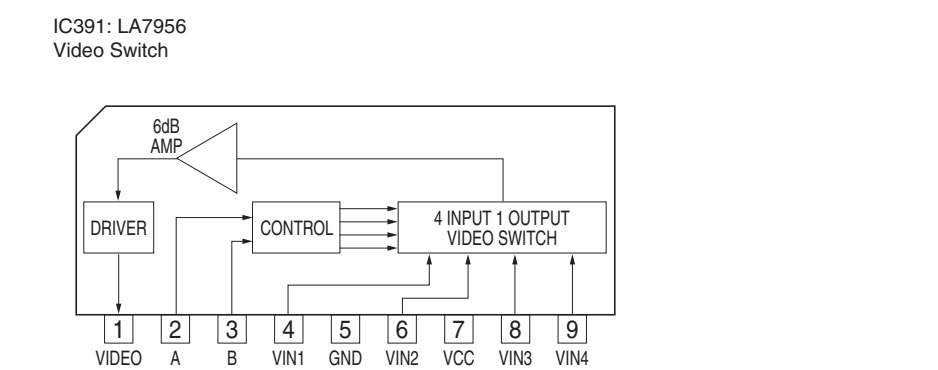 IC391: LA7956
Video Switch
6dB
AMP
DRIVER
CONTROL
4 INPUT 1 OUTPUT
VIDEO SWITCH
1 2 3 4 5 6 7 8 9
VIDEO A B VIN1 GND VIN2 VCC VIN3 VIN4